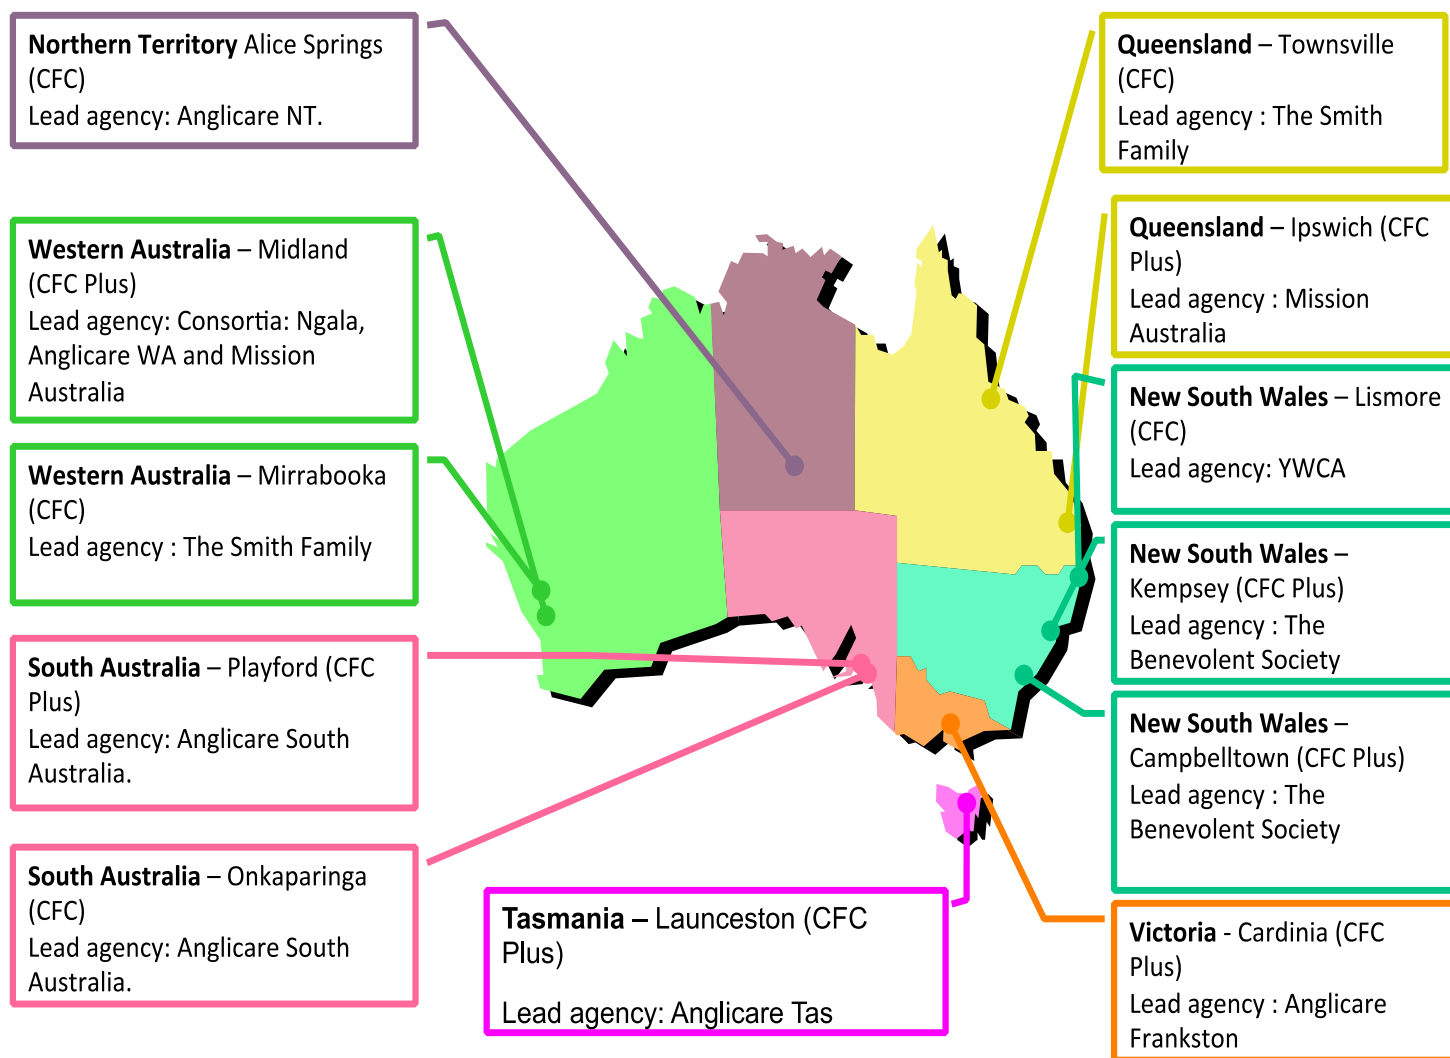 Northern Territory Alice Springs
(CFC)
Lead agency: Anglicare NT.
Western Australia – Midland
(CFC Plus)
Lead agency: Consortia: Ngala,
Anglicare WA and Mission
Australia
Western Australia – Mirrabooka
(CFC)
Lead agency : The Smith Family
South Australia – Playford (CFC
Plus)
Lead agency: Anglicare South
Australia.
South Australia – Onkaparinga
(CFC)
Lead agency: Anglicare South
Australia.
Tasmania – Launceston (CFC
Plus)
Lead agency: Anglicare Tas
Queensland – Townsville
(CFC)
Lead agency : The Smith
Family
Queensland – Ipswich (CFC
Plus)
Lead agency : Mission
Australia
New South Wales – Lismore
(CFC)
Lead agency: YWCA
New South Wales –
Kempsey (CFC Plus)
Lead agency : The
Benevolent Society
New South Wales –
Campbelltown (CFC Plus)
Lead agency : The
Benevolent Society
Victoria - Cardinia (CFC
Plus)
Lead agency : Anglicare
Frankston